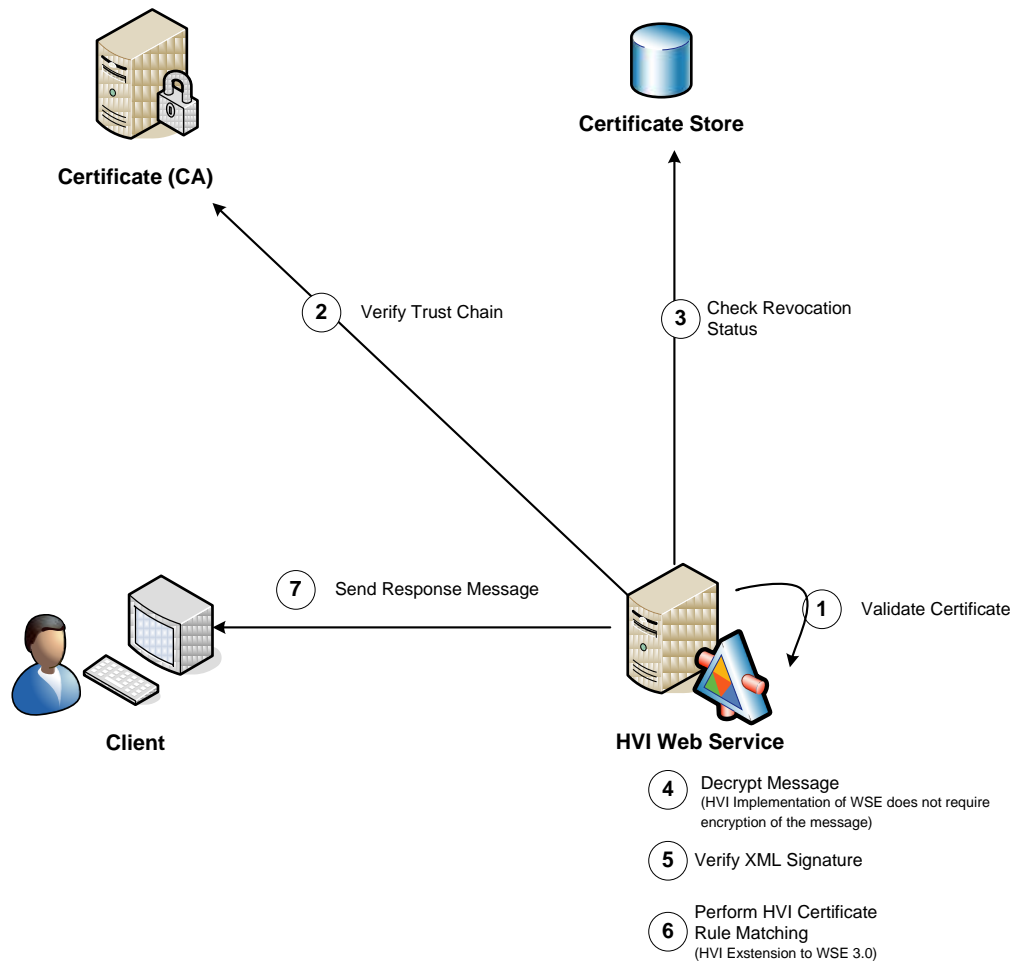 Certificate (CA)
Certificate Store
2
Verify Trust Chain
3
Check Revocation
Status
7
Send Response Message
1
Validate Certificate
Client
HVI Web Service
4
Decrypt Message
(HVI Implementation of WSE does not require
encryption of the message)
5
Verify XML Signature
6
Perform HVI Certificate
Rule Matching
(HVI Exstension to WSE 3.0)